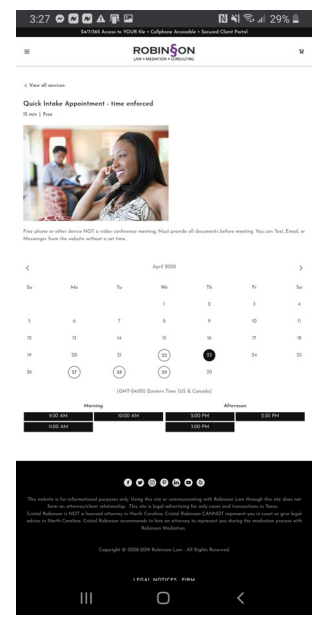 3:27 29%
24/7/365 Access to YOUR file • Cellphone Accessible • Secured Client Portal
ROBINSON
LAW • MEDIATION • CONSULTING
< View all services
Quick Intake Appointment - time enforced
15 min | Free
Free phone or other device NOT a video conference meeting. Must provide all documents before meeting. You can Text, Email, or
Messenger from the website without a set time.
< April 2020 >
Su Mo Tu We Th Fr Sa
1 2 3 4
5 6 7 8 9 10 11
12 13 14 15 16 17 18
19 20 21 22 23 24 25
26 27 28 29 30
(GMT-04:00) Eastern Time (US & Canada)
Morning Afternoon
9:30 AM 10:00 AM 2:00 PM 2:30 PM
11:00 AM 3:00 PM
This website is for informational purposes only. Using this site or communicating with Robinson Law through this site does not
form an attorney/client relationship. This site is legal advertising for only cases and transactions in Texas.
Cristal Robinson is NOT a licensed attorney in North Carolina. Cristal Robinson CANNOT represent you in court or give legal
advice in North Carolina. Cristal Robinson recommends to hire an attorney to represent you during the mediation process with
Robinson Mediation.
Copyright © 2008-2019 Robinson Law - All Rights Reserved.
LEGAL NOTICES FIRM